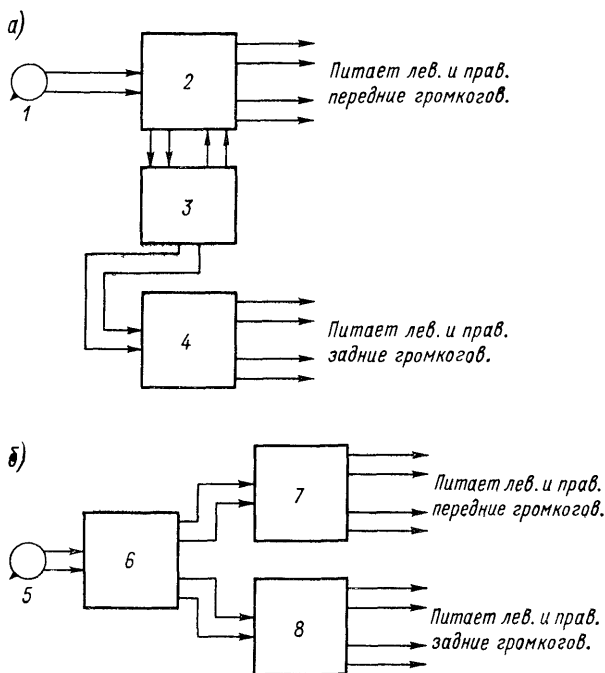 а)
1
2
Питает лев. и прав.
передние громкогов.
3
4
Питает лев. и прав.
задние громкогов.
б)
5
6
7
Питает лев. и прав.
передние громкогов.
8
Питает лев. и прав.
задние громкогов.